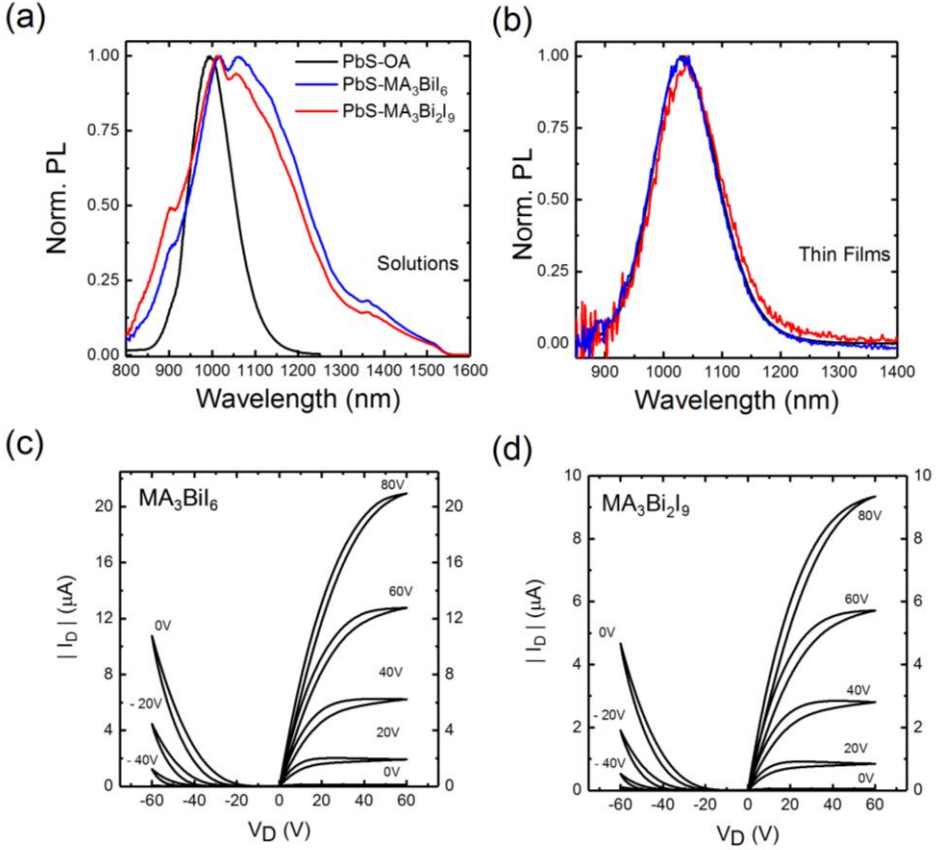 (a)
1.00
0.75
0.50
0.25
0.00
Norm. PL
PbS-OA
PbS-MA₃BiI₆
PbS-MA₃Bi₂I₉
Solutions
800 900 1000 1100 1200 1300 1400 1500 1600
Wavelength (nm)
(b)
1.00
0.75
0.50
0.25
0.00
Norm. PL
Thin Films
900 1000 1100 1200 1300 1400
Wavelength (nm)
(c)
MA₃BiI₆
20
16
12
8
4
0
| I_D | (µA)
0V
- 20V
- 40V
80V
60V
40V
20V
0V
20
16
12
8
4
0
-60 -40 -20 0 20 40 60
V_D (V)
(d)
MA₃Bi₂I₉
10
8
6
4
2
0
| I_D | (µA)
0V
- 20V
- 40V
80V
60V
40V
20V
0V
10
8
6
4
2
0
-60 -40 -20 0 20 40 60
V_D (V)